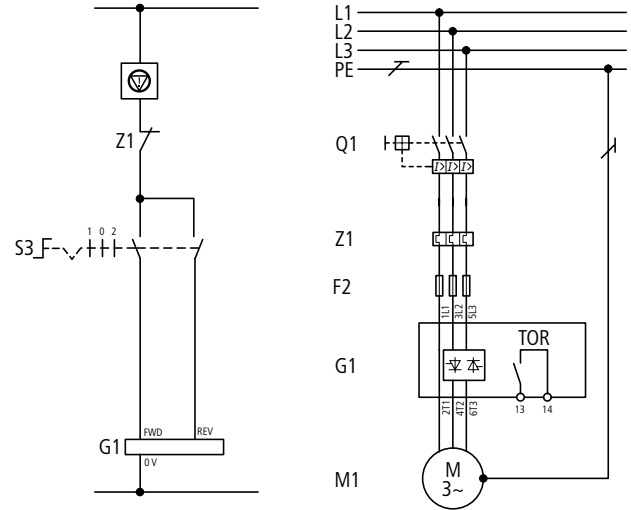 Z1
1 0 2
S3
FWD
REV
G1
0 V
L1
L2
L3
PE
Q1
I> I> I>
Z1
F2
1L1
3L2
5L3
TOR
G1
2T1
4T2
6T3
13
14
M1
M
3~